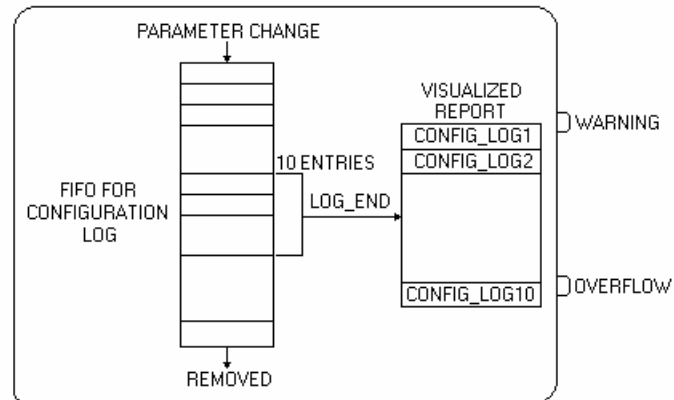 PARAMETER CHANGE
VISUALIZED
REPORT
CONFIG_LOG1
WARNING
CONFIG_LOG2
10 ENTRIES
FIFO FOR
CONFIGURATION
LOG
LOG_END
CONFIG_LOG10
OVERFLOW
REMOVED